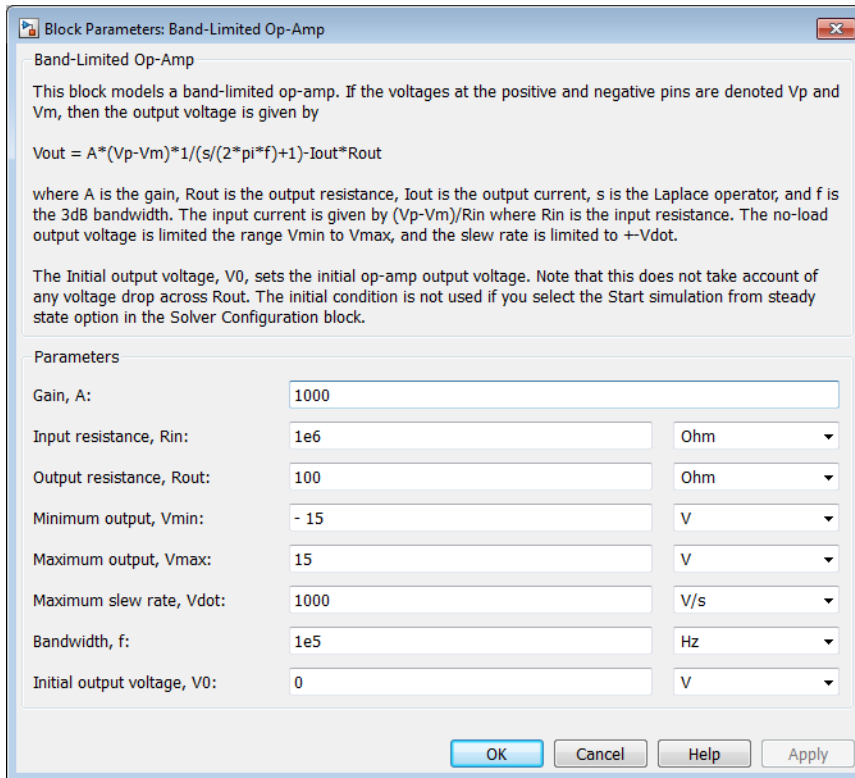 Block Parameters: Band-Limited Op-Amp
Band-Limited Op-Amp
This block models a band-limited op-amp. If the voltages at the positive and negative pins are denoted Vp and
Vm, then the output voltage is given by
Vout = A*(Vp-Vm)*1/(s/(2*pi*f)+1)-Iout*Rout
where A is the gain, Rout is the output resistance, Iout is the output current, s is the Laplace operator, and f is
the 3dB bandwidth. The input current is given by (Vp-Vm)/Rin where Rin is the input resistance. The no-load
output voltage is limited the range Vmin to Vmax, and the slew rate is limited to +-Vdot.
The Initial output voltage, V0, sets the initial op-amp output voltage. Note that this does not take account of
any voltage drop across Rout. The initial condition is not used if you select the Start simulation from steady
state option in the Solver Configuration block.
Parameters
Gain, A: 1000
Input resistance, Rin: 1e6 Ohm
Output resistance, Rout: 100 Ohm
Minimum output, Vmin: - 15 V
Maximum output, Vmax: 15 V
Maximum slew rate, Vdot: 1000 V/s
Bandwidth, f: 1e5 Hz
Initial output voltage, V0: 0 V
OK Cancel Help Apply